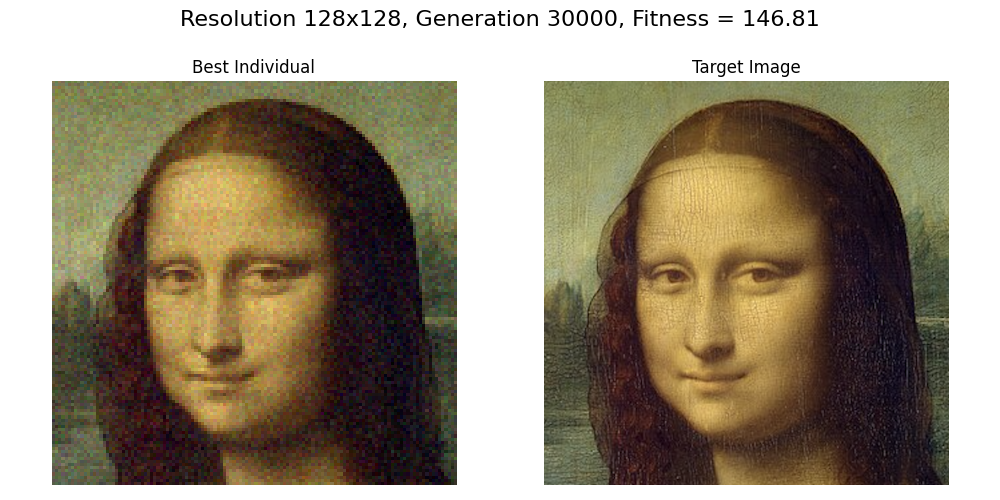 Resolution 128x128, Generation 30000, Fitness = 146.81
Best Individual
Target Image